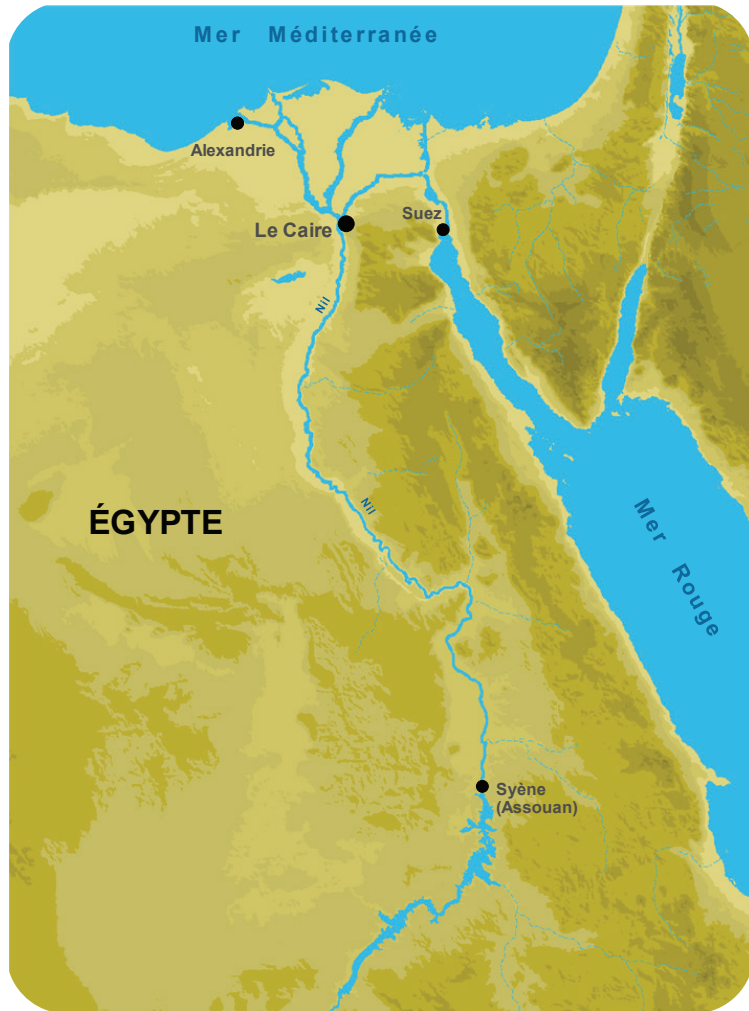 Mer Méditerranée
Alexandrie
Le Caire
Suez
Nil
Nil
ÉGYPTE
Mer Rouge
Syène
(Assouan)